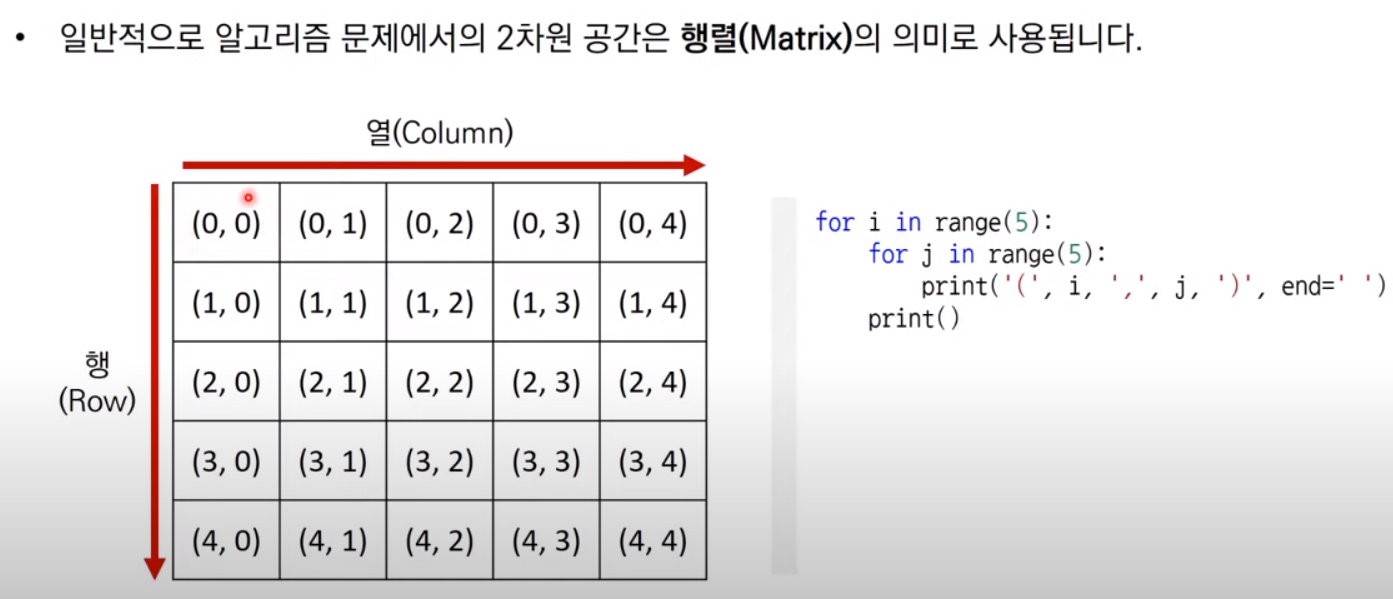 • 일반적으로 알고리즘 문제에서의 2차원 공간은 행렬(Matrix)의 의미로 사용됩니다.
열(Column)
행
(Row)
(0, 0) (0, 1) (0, 2) (0, 3) (0, 4)
(1, 0) (1, 1) (1, 2) (1, 3) (1, 4)
(2, 0) (2, 1) (2, 2) (2, 3) (2, 4)
(3, 0) (3, 1) (3, 2) (3, 3) (3, 4)
(4, 0) (4, 1) (4, 2) (4, 3) (4, 4)
for i in range(5):
    for j in range(5):
        print('(', i, ',', j, ')', end=' ')
    print()